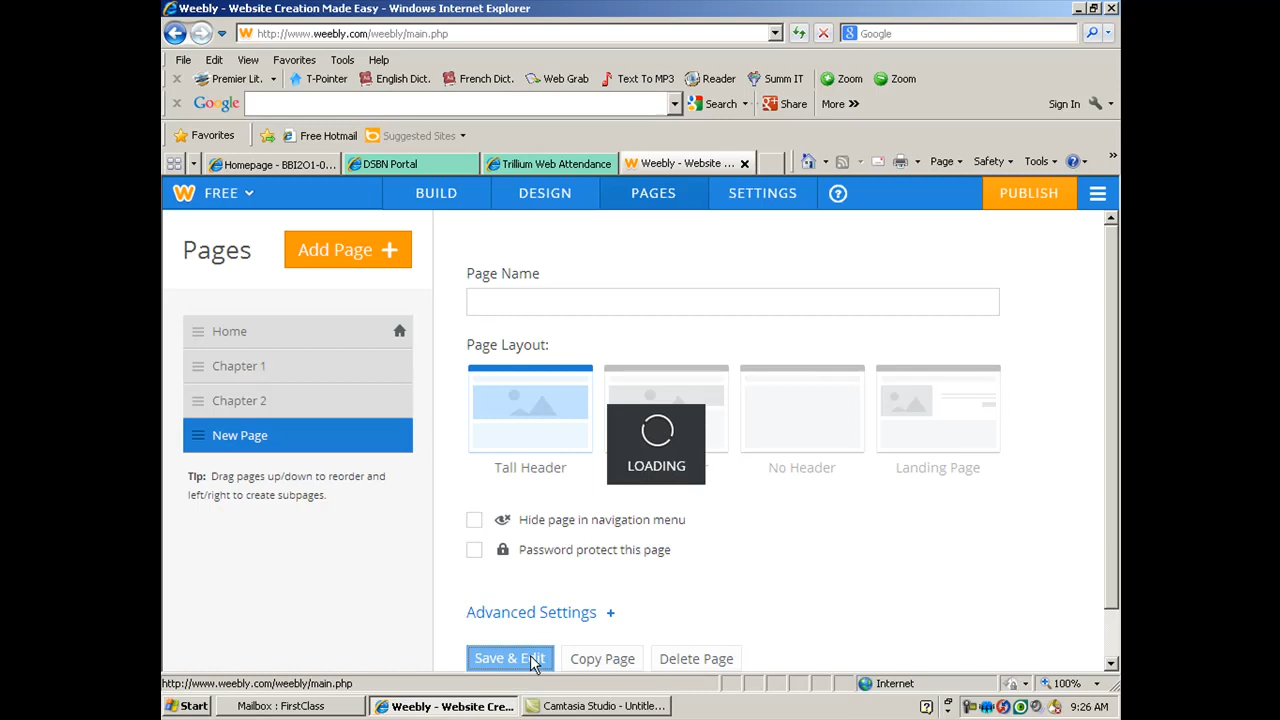 Weebly - Website Creation Made Easy - Windows Internet Explorer
http://www.weebly.com/weebly/main.php
Google
File Edit View Favorites Tools Help
Premier Lit. T-Pointer English Dict. French Dict. Web Grab Text To MP3 Reader Summ IT Zoom Zoom
Google Search Share More >> Sign In
Favorites Free Hotmail Suggested Sites
Homepage - BBI2O1-0... DSBN Portal Trillium Web Attendance Weebly - Website ... Page Safety Tools
FREE BUILD DESIGN PAGES SETTINGS ? PUBLISH
Pages Add Page +
Page Name
Home
Chapter 1
Chapter 2
New Page
Tip: Drag pages up/down to reorder and
left/right to create subpages.
Page Layout:
LOADING
Tall Header No Header Landing Page
Hide page in navigation menu
Password protect this page
Advanced Settings +
Save & Edit Copy Page Delete Page
http://www.weebly.com/weebly/main.php Internet 100%
Start Mailbox : FirstClass Weebly - Website Cre... Camtasia Studio - Untitle... 9:26 AM